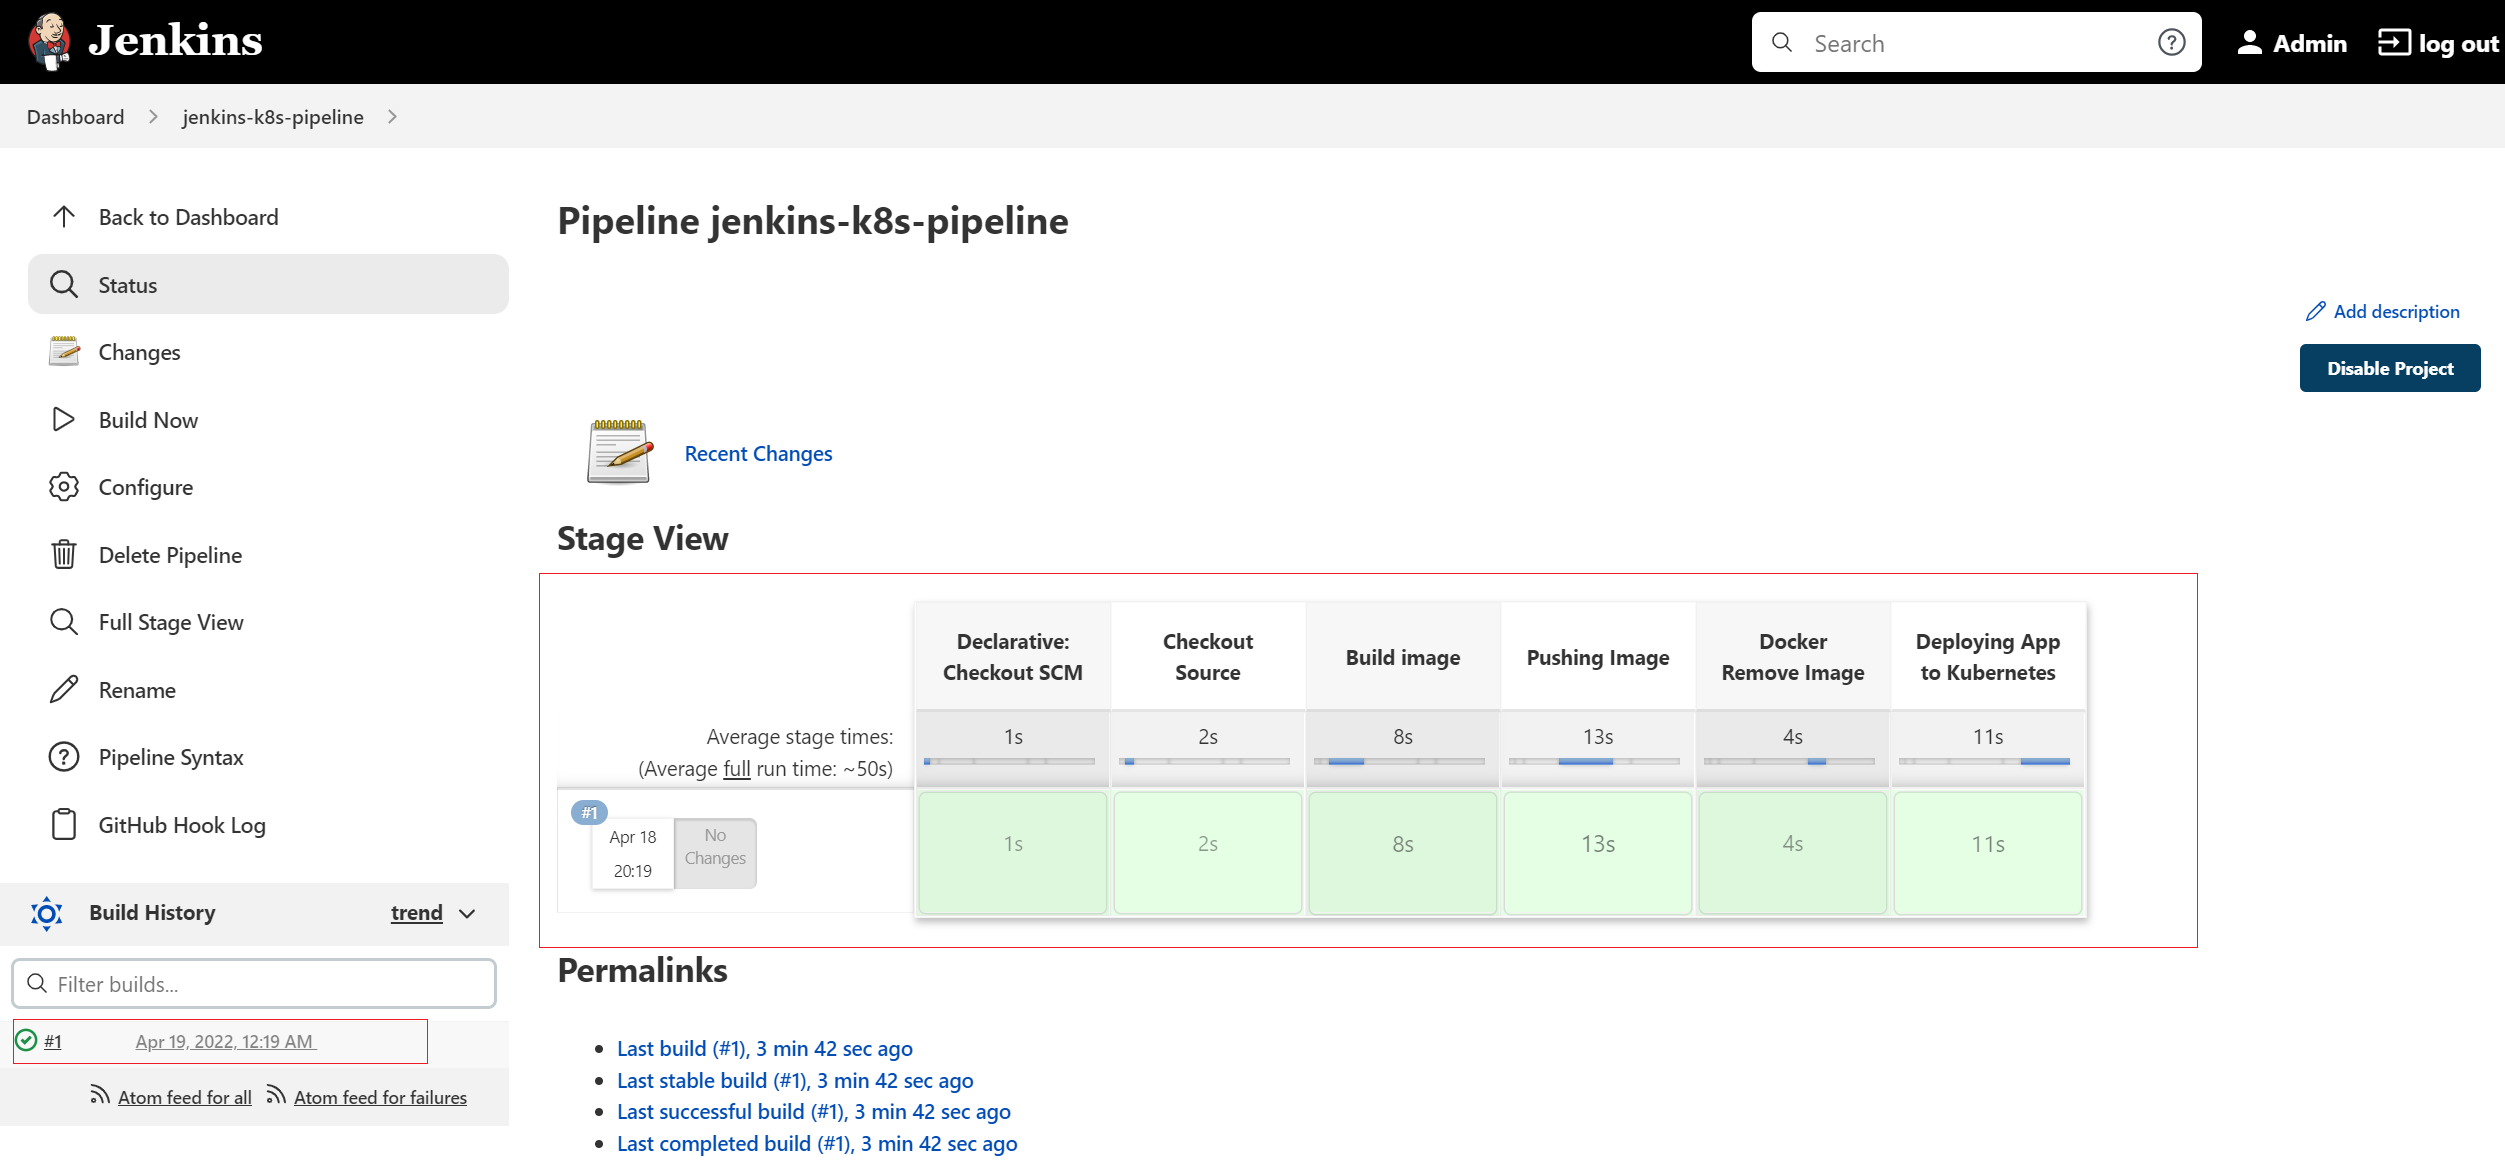 Jenkins
Search
Admin
log out
Dashboard
jenkins-k8s-pipeline
Back to Dashboard
Status
Changes
Build Now
Configure
Delete Pipeline
Full Stage View
Rename
Pipeline Syntax
GitHub Hook Log
Build History
trend
Filter builds...
#1 Apr 19, 2022, 12:19 AM
Atom feed for all Atom feed for failures
Pipeline jenkins-k8s-pipeline
Add description
Disable Project
Recent Changes
Stage View
Declarative:
Checkout SCM
Checkout
Source
Build image
Pushing Image
Docker
Remove Image
Deploying App
to Kubernetes
Average stage times:
(Average full run time: ~50s)
1s 2s 8s 13s 4s 11s
#1
Apr 18
20:19
No
Changes
1s 2s 8s 13s 4s 11s
Permalinks
Last build (#1), 3 min 42 sec ago
Last stable build (#1), 3 min 42 sec ago
Last successful build (#1), 3 min 42 sec ago
Last completed build (#1), 3 min 42 sec ago